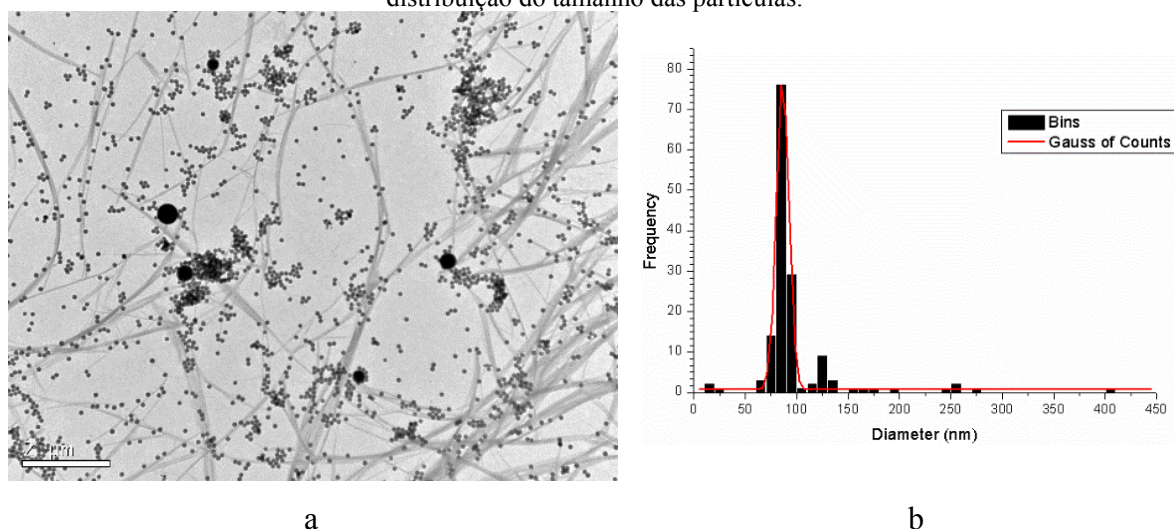 distribuição do tamanho das partículas.
2 µm
80
70
60
50
40
30
20
10
0
Frequency
Bins
Gauss of Counts
0 50 100 150 200 250 300 350 400 450
Diameter (nm)
a b